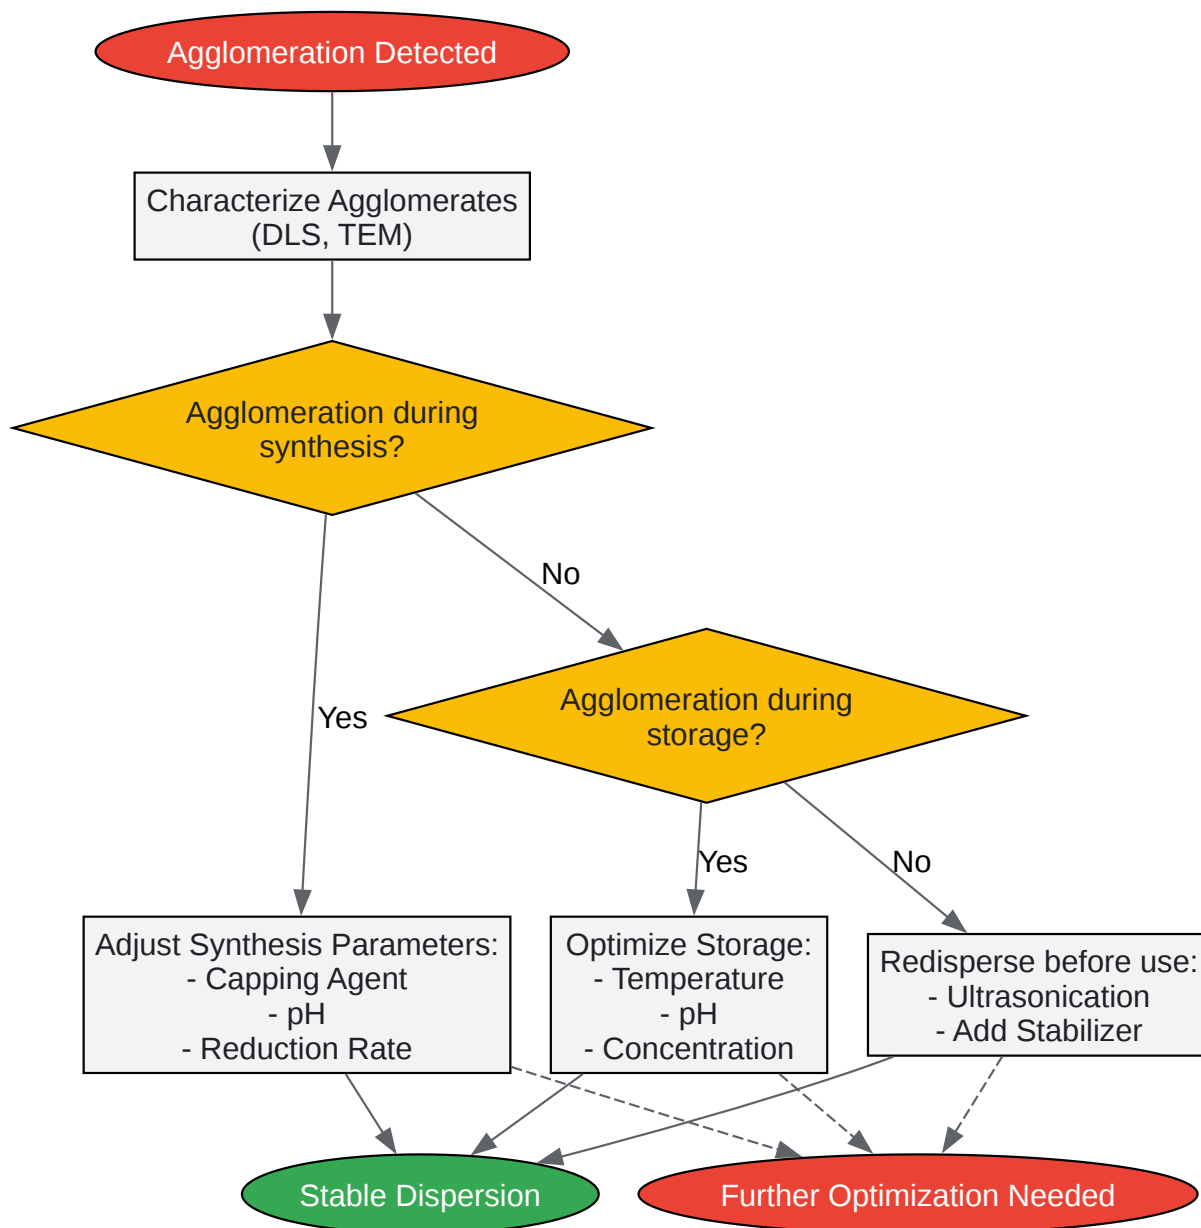 Agglomeration Detected
Characterize Agglomerates
(DLS, TEM)
Agglomeration during
synthesis?
No
Agglomeration during
storage?
Yes
Yes
No
Adjust Synthesis Parameters:
- Capping Agent
- pH
- Reduction Rate
Optimize Storage:
- Temperature
- pH
- Concentration
Redisperse before use:
- Ultrasonication
- Add Stabilizer
Stable Dispersion
Further Optimization Needed